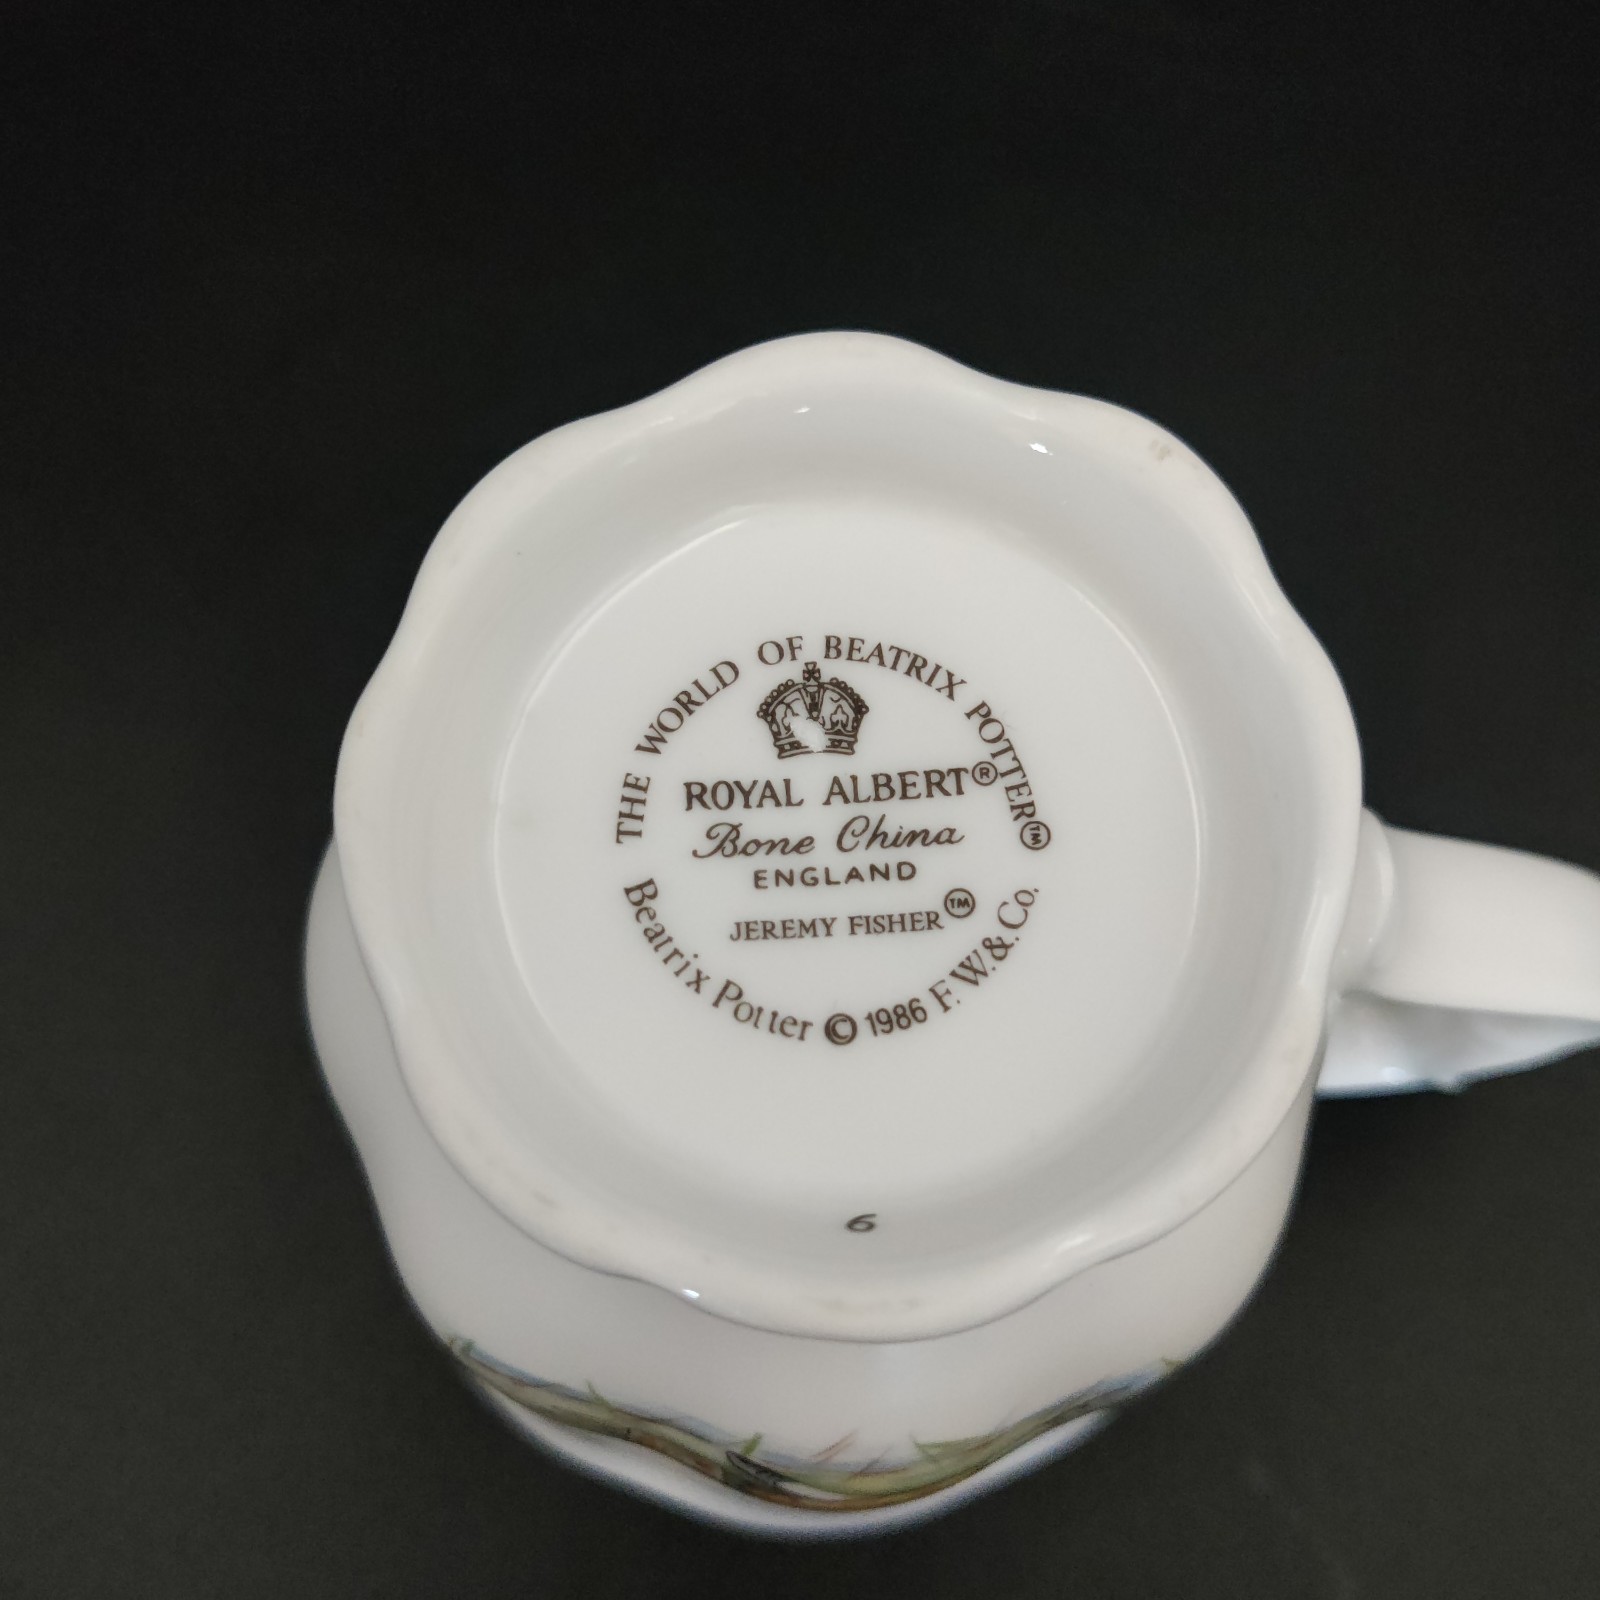 THE WORLD OF BEATRIX POTTER™
ROYAL ALBERT®
Bone China
ENGLAND
JEREMY FISHER™
Beatrix Potter © 1986 F.W.& Co.
6